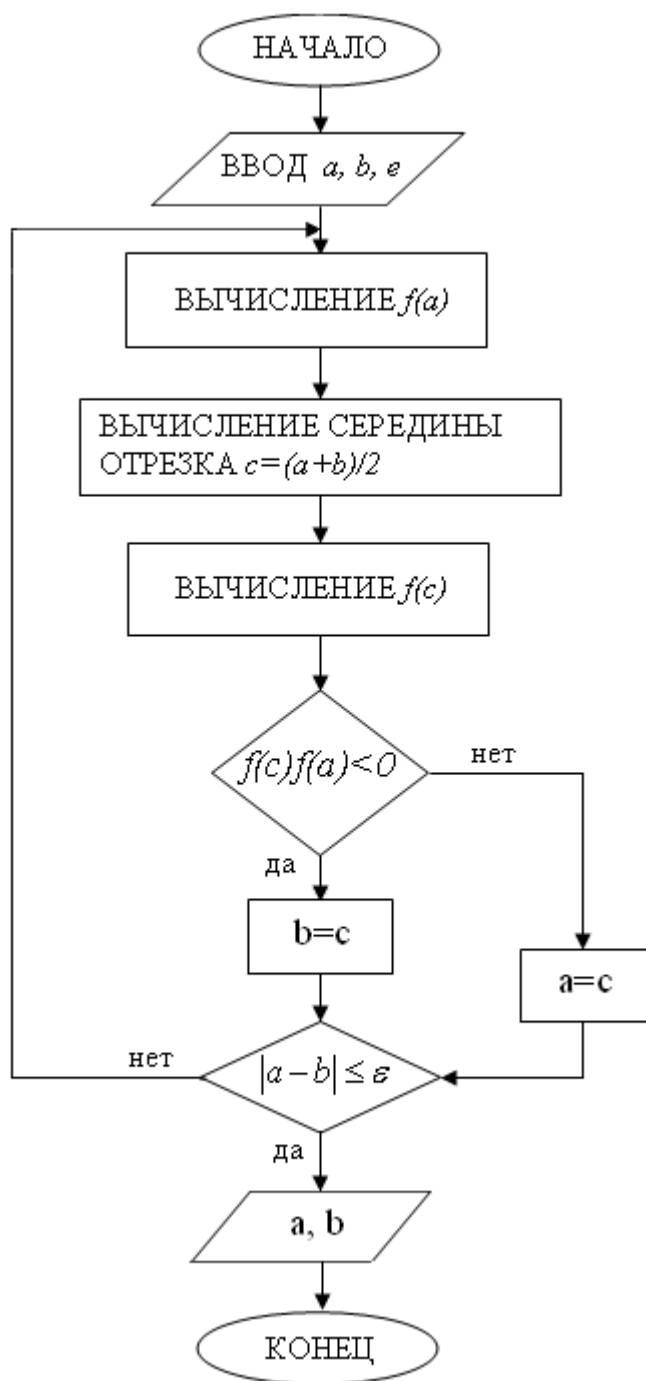 НАЧАЛО
ВВОД a, b, e
ВЫЧИСЛЕНИЕ f(a)
ВЫЧИСЛЕНИЕ СЕРЕДИНЫ
ОТРЕЗКА c=(a+b)/2
ВЫЧИСЛЕНИЕ f(c)
f(c)f(a)<0
нет
да
b=c
a=c
|a − b| ≤ ε
нет
да
a, b
КОНЕЦ